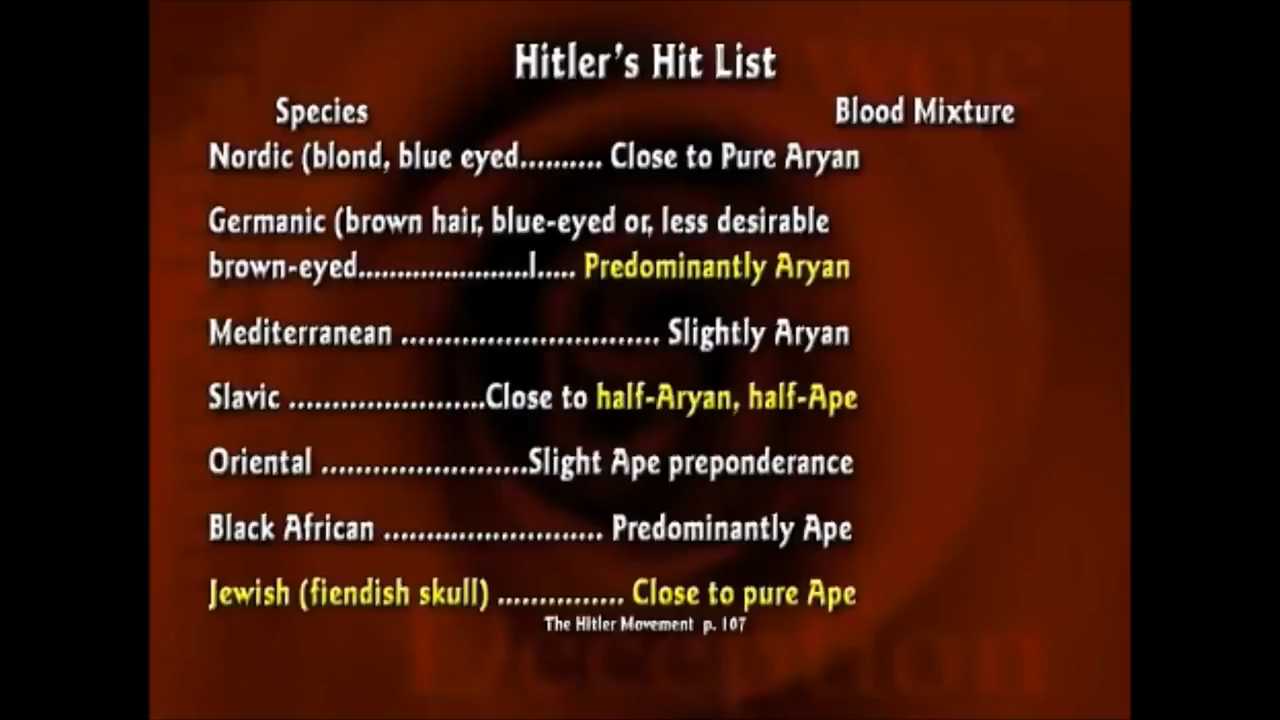 Hitler's Hit List
Species Blood Mixture
Nordic (blond, blue eyed.......... Close to Pure Aryan
Germanic (brown hair, blue-eyed or, less desirable
brown-eyed......................l..... Predominantly Aryan
Mediterranean .............................. Slightly Aryan
Slavic .......................Close to half-Aryan, half-Ape
Oriental ........................Slight Ape preponderance
Black African .......................... Predominantly Ape
Jewish (fiendish skull) ............... Close to pure Ape
The Hitler Movement p. 107
Deception